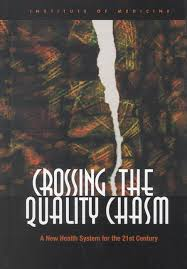 INSTITUTE OF MEDICINE
CROSSING THE
QUALITY CHASM
A New Health System for the 21st Century